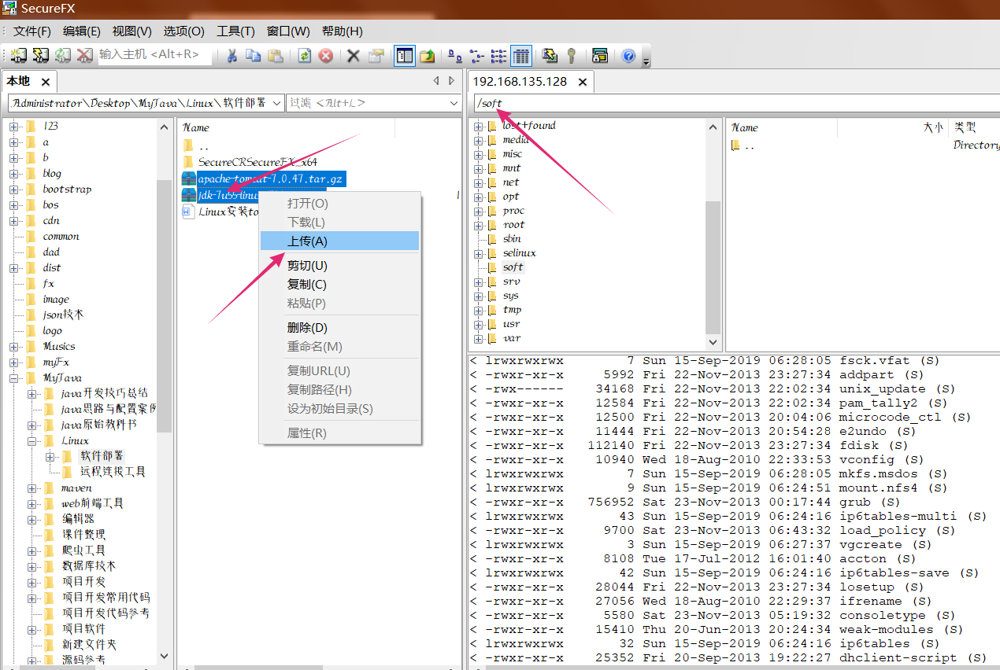 SecureFX
文件(F) 编辑(E) 视图(V) 选项(O) 工具(T) 窗口(W) 帮助(H)
输入主机 <Alt+R>
本地
Administrator\Desktop\MyJava\Linux\软件部署
过滤 <Alt+L>
123
a
b
blog
bootstrap
bos
cdn
common
dad
dist
fx
image
json技术
logo
Musics
myFx
MyJava
java开发技巧总结
java思路与配置案例
java原始教科书
Linux
软件部署
远程连接工具
maven
web前端工具
编辑器
课件整理
爬虫工具
数据库技术
项目开发
项目开发常用代码
项目开发代码参考
项目软件
新建文件夹
源码参考
Name
..
SecureCRSecureFX_x64
apache-tomcat-7.0.47.tar.gz
jdk-7u55-linu
Linux安装to
打开(O)
下载(L)
上传(A)
剪切(U)
复制(C)
粘贴(P)
删除(D)
重命名(M)
复制URL(U)
复制路径(H)
设为初始目录(S)
属性(R)
192.168.135.128
/soft
lost+found
media
misc
mnt
net
opt
proc
root
sbin
selinux
soft
srv
sys
tmp
usr
var
Name 大小 类型
.. Directory
< lrwxrwxrwx 7 Sun 15-Sep-2019 06:28:05 fsck.vfat (S)
< -rwxr-xr-x 5992 Fri 22-Nov-2013 23:27:34 addpart (S)
< -rwx------ 34168 Fri 22-Nov-2013 22:02:34 unix_update (S)
< -rwxr-xr-x 12584 Fri 22-Nov-2013 22:02:34 pam_tally2 (S)
< -rwxr-xr-x 12500 Fri 22-Nov-2013 20:04:06 microcode_ctl (S)
< -rwxr-xr-x 11444 Fri 22-Nov-2013 20:54:28 e2undo (S)
< -rwxr-xr-x 112140 Fri 22-Nov-2013 23:27:34 fdisk (S)
< -rwxr-xr-x 10940 Wed 18-Aug-2010 22:33:53 vconfig (S)
< lrwxrwxrwx 7 Sun 15-Sep-2019 06:28:05 mkfs.msdos (S)
< lrwxrwxrwx 9 Sun 15-Sep-2019 06:24:51 mount.nfs4 (S)
< -rwxr-xr-x 756952 Sat 23-Nov-2013 00:17:44 grub (S)
< lrwxrwxrwx 43 Sun 15-Sep-2019 06:24:16 ip6tables-multi (S)
< -rwxr-xr-x 9700 Sat 23-Nov-2013 06:43:32 load_policy (S)
< lrwxrwxrwx 3 Sun 15-Sep-2019 06:27:37 vgcreate (S)
< -rwxr-xr-x 8108 Tue 17-Jul-2012 16:01:40 accton (S)
< lrwxrwxrwx 42 Sun 15-Sep-2019 06:24:16 ip6tables-save (S)
< -rwxr-xr-x 28044 Fri 22-Nov-2013 23:27:34 losetup (S)
< -rwxr-xr-x 27056 Wed 18-Aug-2010 22:29:37 ifrename (S)
< -rwxr-xr-x 5580 Sat 23-Nov-2013 05:19:32 consoletype (S)
< -rwxr-xr-x 15410 Thu 20-Jun-2013 20:24:34 weak-modules (S)
< lrwxrwxrwx 32 Sun 15-Sep-2019 06:24:16 ip6tables (S)
< -rwxr-xr-x 25352 Fri 20-Sep-2013 19:22:27 dhclient-script (S)